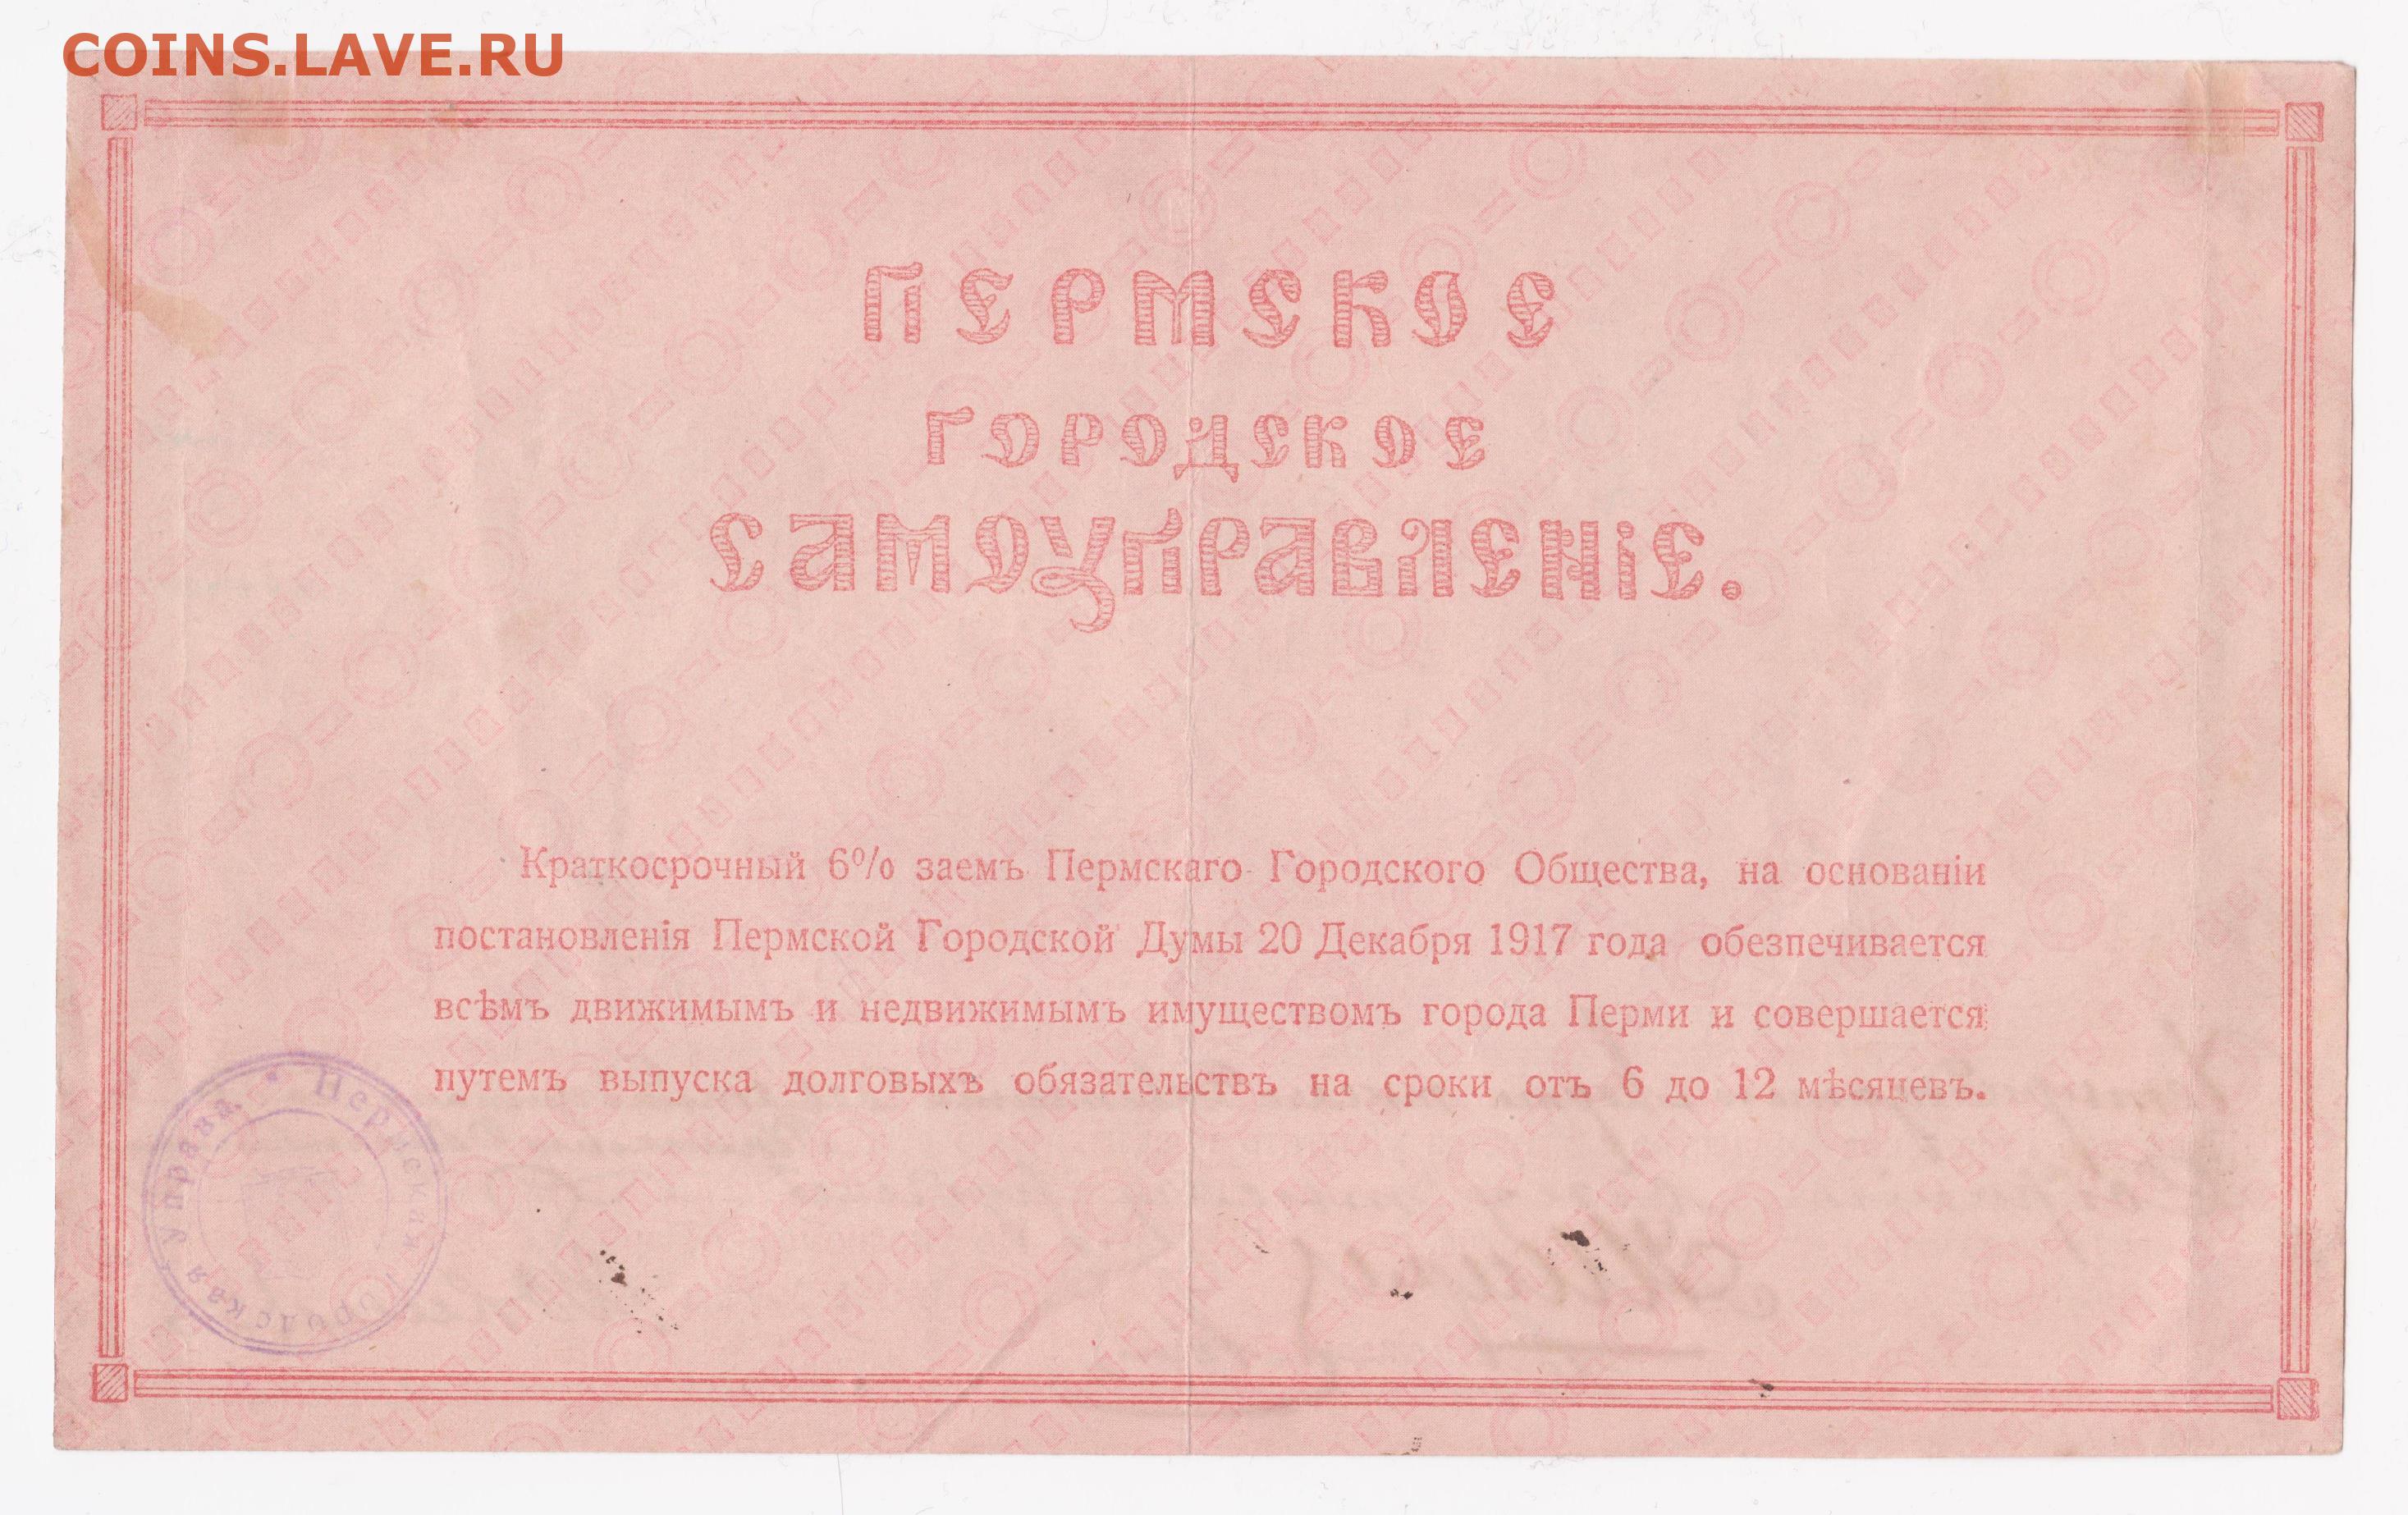 COINS.LAVE.RU
ПЕРМСКОЕ
ГОРОДСКОЕ
САМОУПРАВЛЕНІЕ.
Краткосрочный 6% заемъ Пермскаго Городского Общества, на основаніи
постановленія Пермской Городской Думы 20 Декабря 1917 года обезпечивается
всѣмъ движимымъ и недвижимымъ имуществомъ города Перми и совершается
путемъ выпуска долговыхъ обязательствъ на сроки отъ 6 до 12 мѣсяцевъ.
Пермская Городская Управа